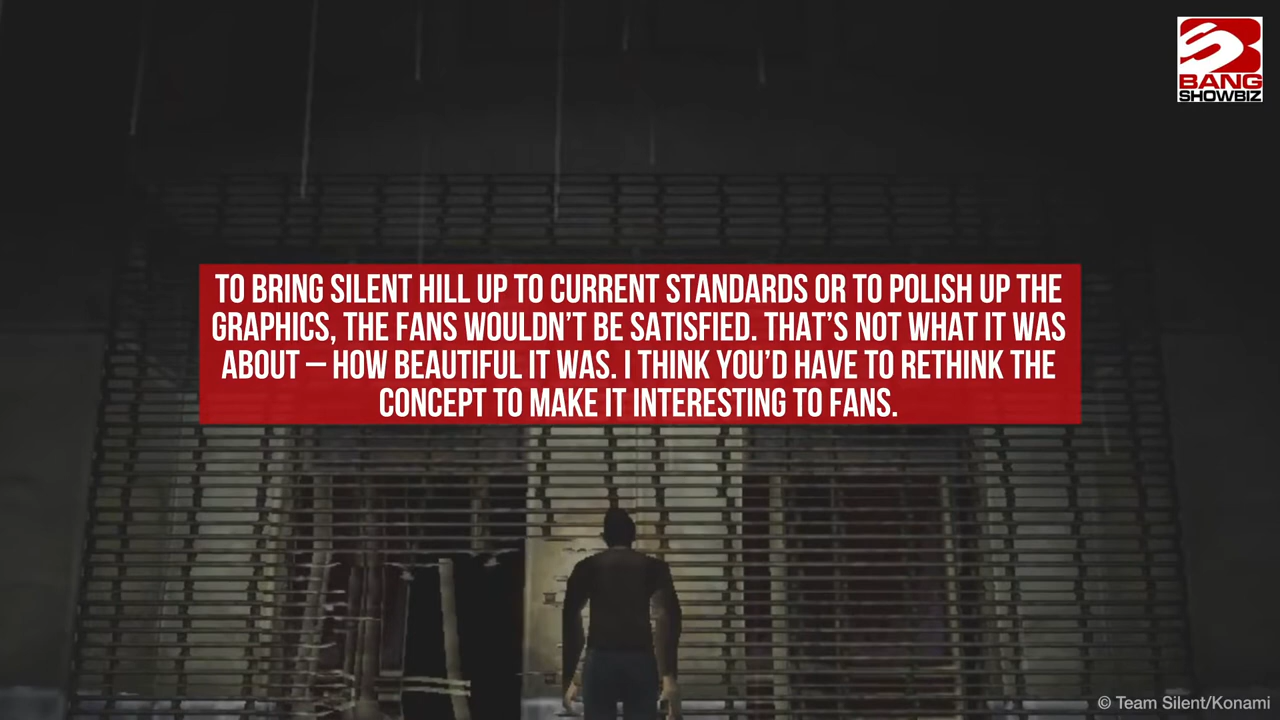 BANG
SHOWBIZ
TO BRING SILENT HILL UP TO CURRENT STANDARDS OR TO POLISH UP THE
GRAPHICS, THE FANS WOULDN'T BE SATISFIED. THAT'S NOT WHAT IT WAS
ABOUT – HOW BEAUTIFUL IT WAS. I THINK YOU'D HAVE TO RETHINK THE
CONCEPT TO MAKE IT INTERESTING TO FANS.
© Team Silent/Konami